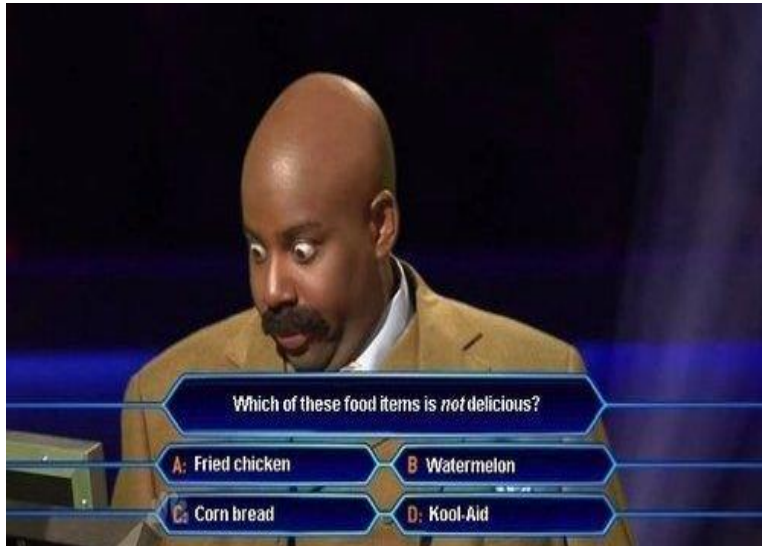 Which of these food items is not delicious?
A: Fried chicken
B Watermelon
C: Corn bread
D: Kool-Aid